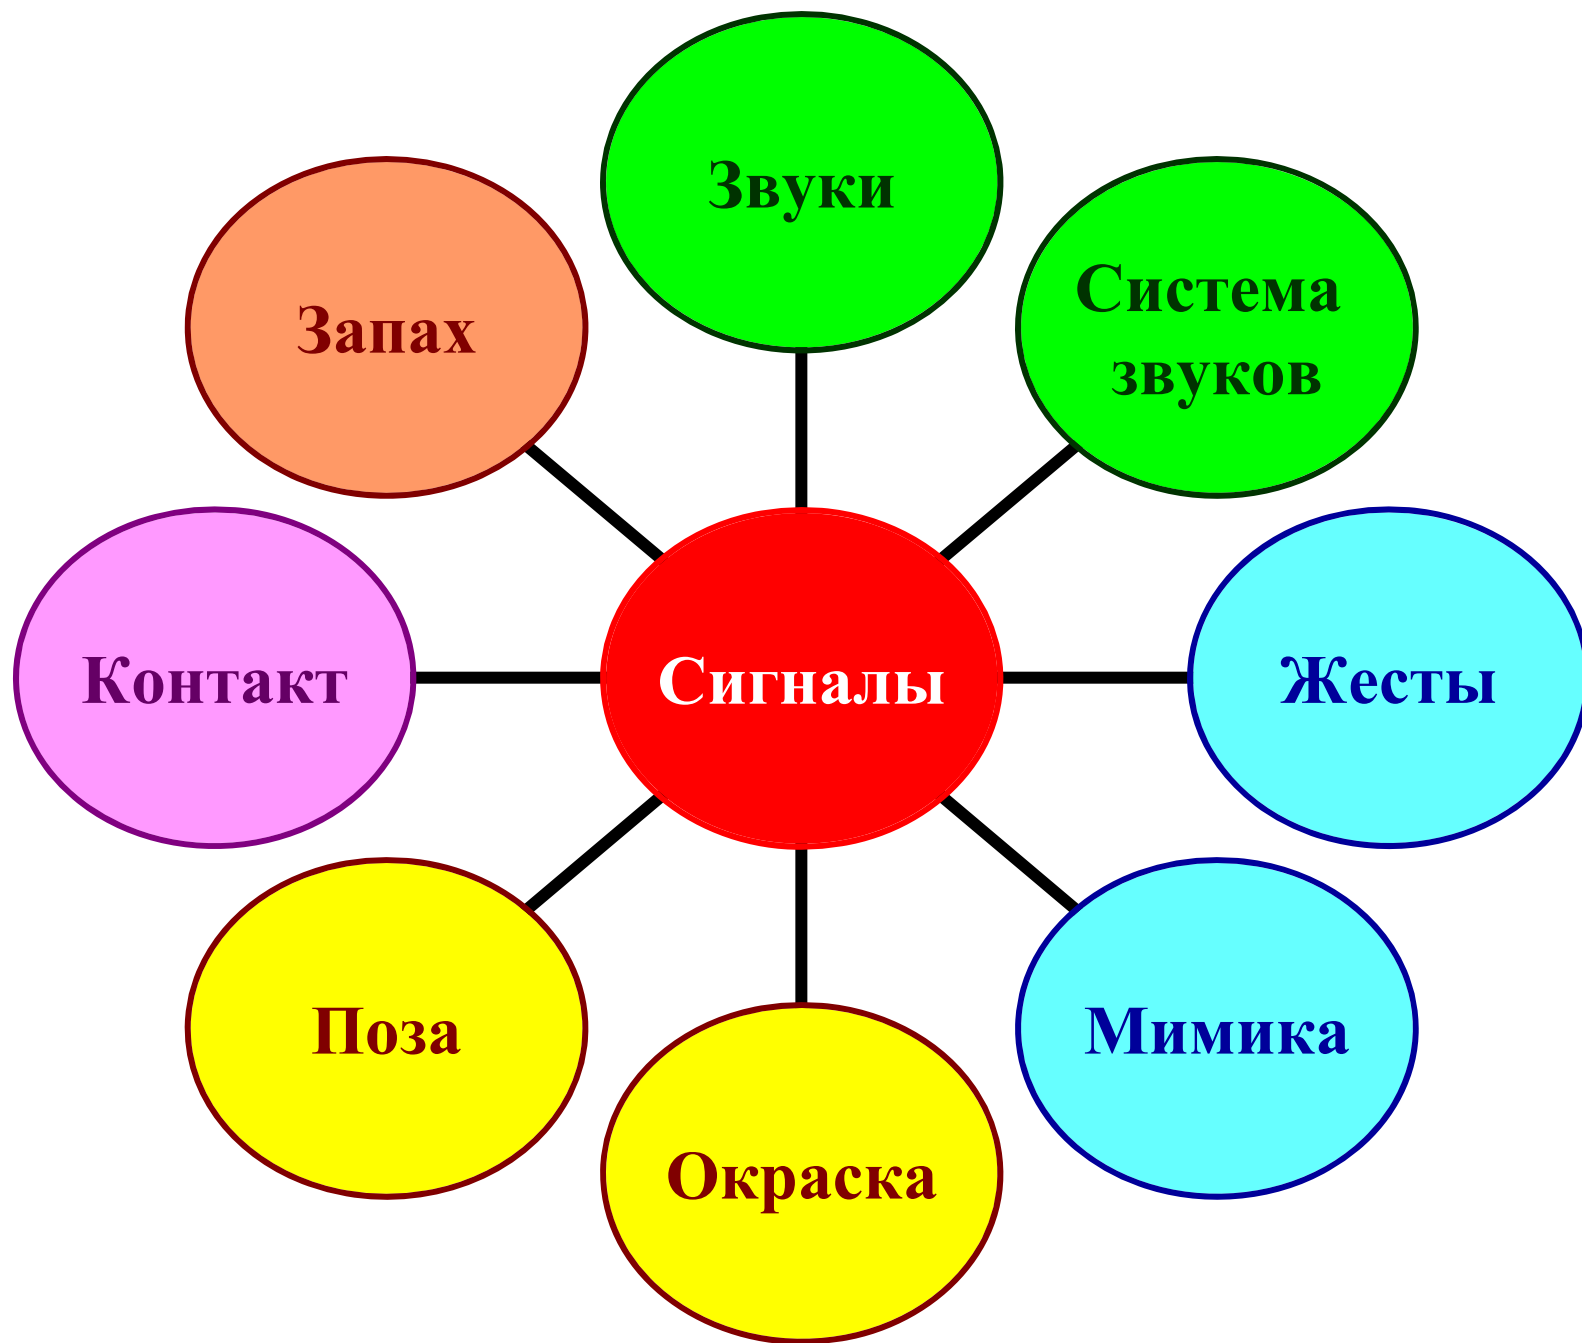 Звуки
Система
звуков
Запах
Контакт
Сигналы
Жесты
Поза
Мимика
Окраска